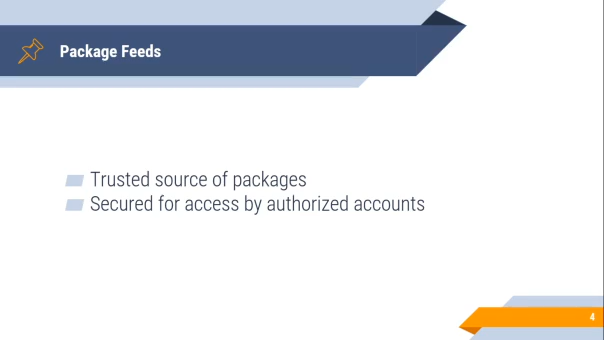 Package Feeds
Trusted source of packages
Secured for access by authorized accounts
4